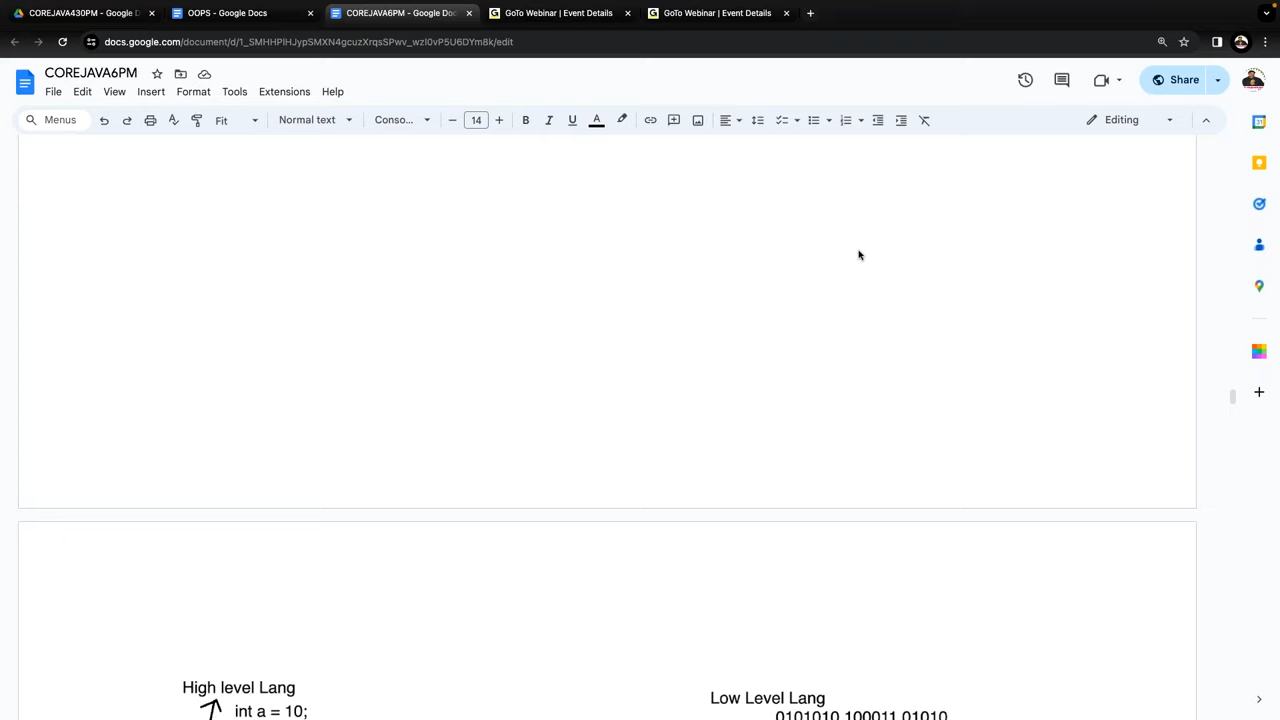 COREJAVA430PM - Google D
OOPS - Google Docs
COREJAVA6PM - Google Doc
GoTo Webinar | Event Details
GoTo Webinar | Event Details
docs.google.com/document/d/1_SMHHPIHJypSMXN4gcuzXrqsSPwv_wzI0vP5U6DYm8k/edit
COREJAVA6PM
File Edit View Insert Format Tools Extensions Help
Share
Menus Fit Normal text Conso... 14 B I U A Editing
High level Lang
int a = 10;
Low Level Lang
0101010 100011 01010